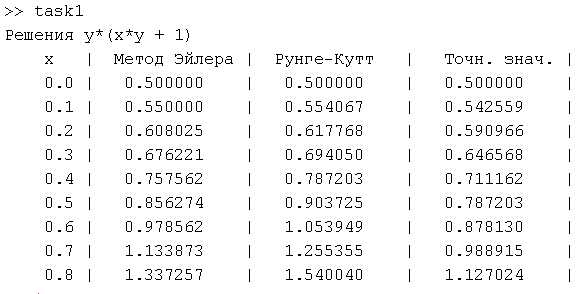 >> task1
Решения y*(x*y + 1)
x | Метод Эйлера | Рунге-Кутт | Точн. знач. |
0.0 | 0.500000 | 0.500000 | 0.500000 |
0.1 | 0.550000 | 0.554067 | 0.542559 |
0.2 | 0.608025 | 0.617768 | 0.590966 |
0.3 | 0.676221 | 0.694050 | 0.646568 |
0.4 | 0.757562 | 0.787203 | 0.711162 |
0.5 | 0.856274 | 0.903725 | 0.787203 |
0.6 | 0.978562 | 1.053949 | 0.878130 |
0.7 | 1.133873 | 1.255355 | 0.988915 |
0.8 | 1.337257 | 1.540040 | 1.127024 |